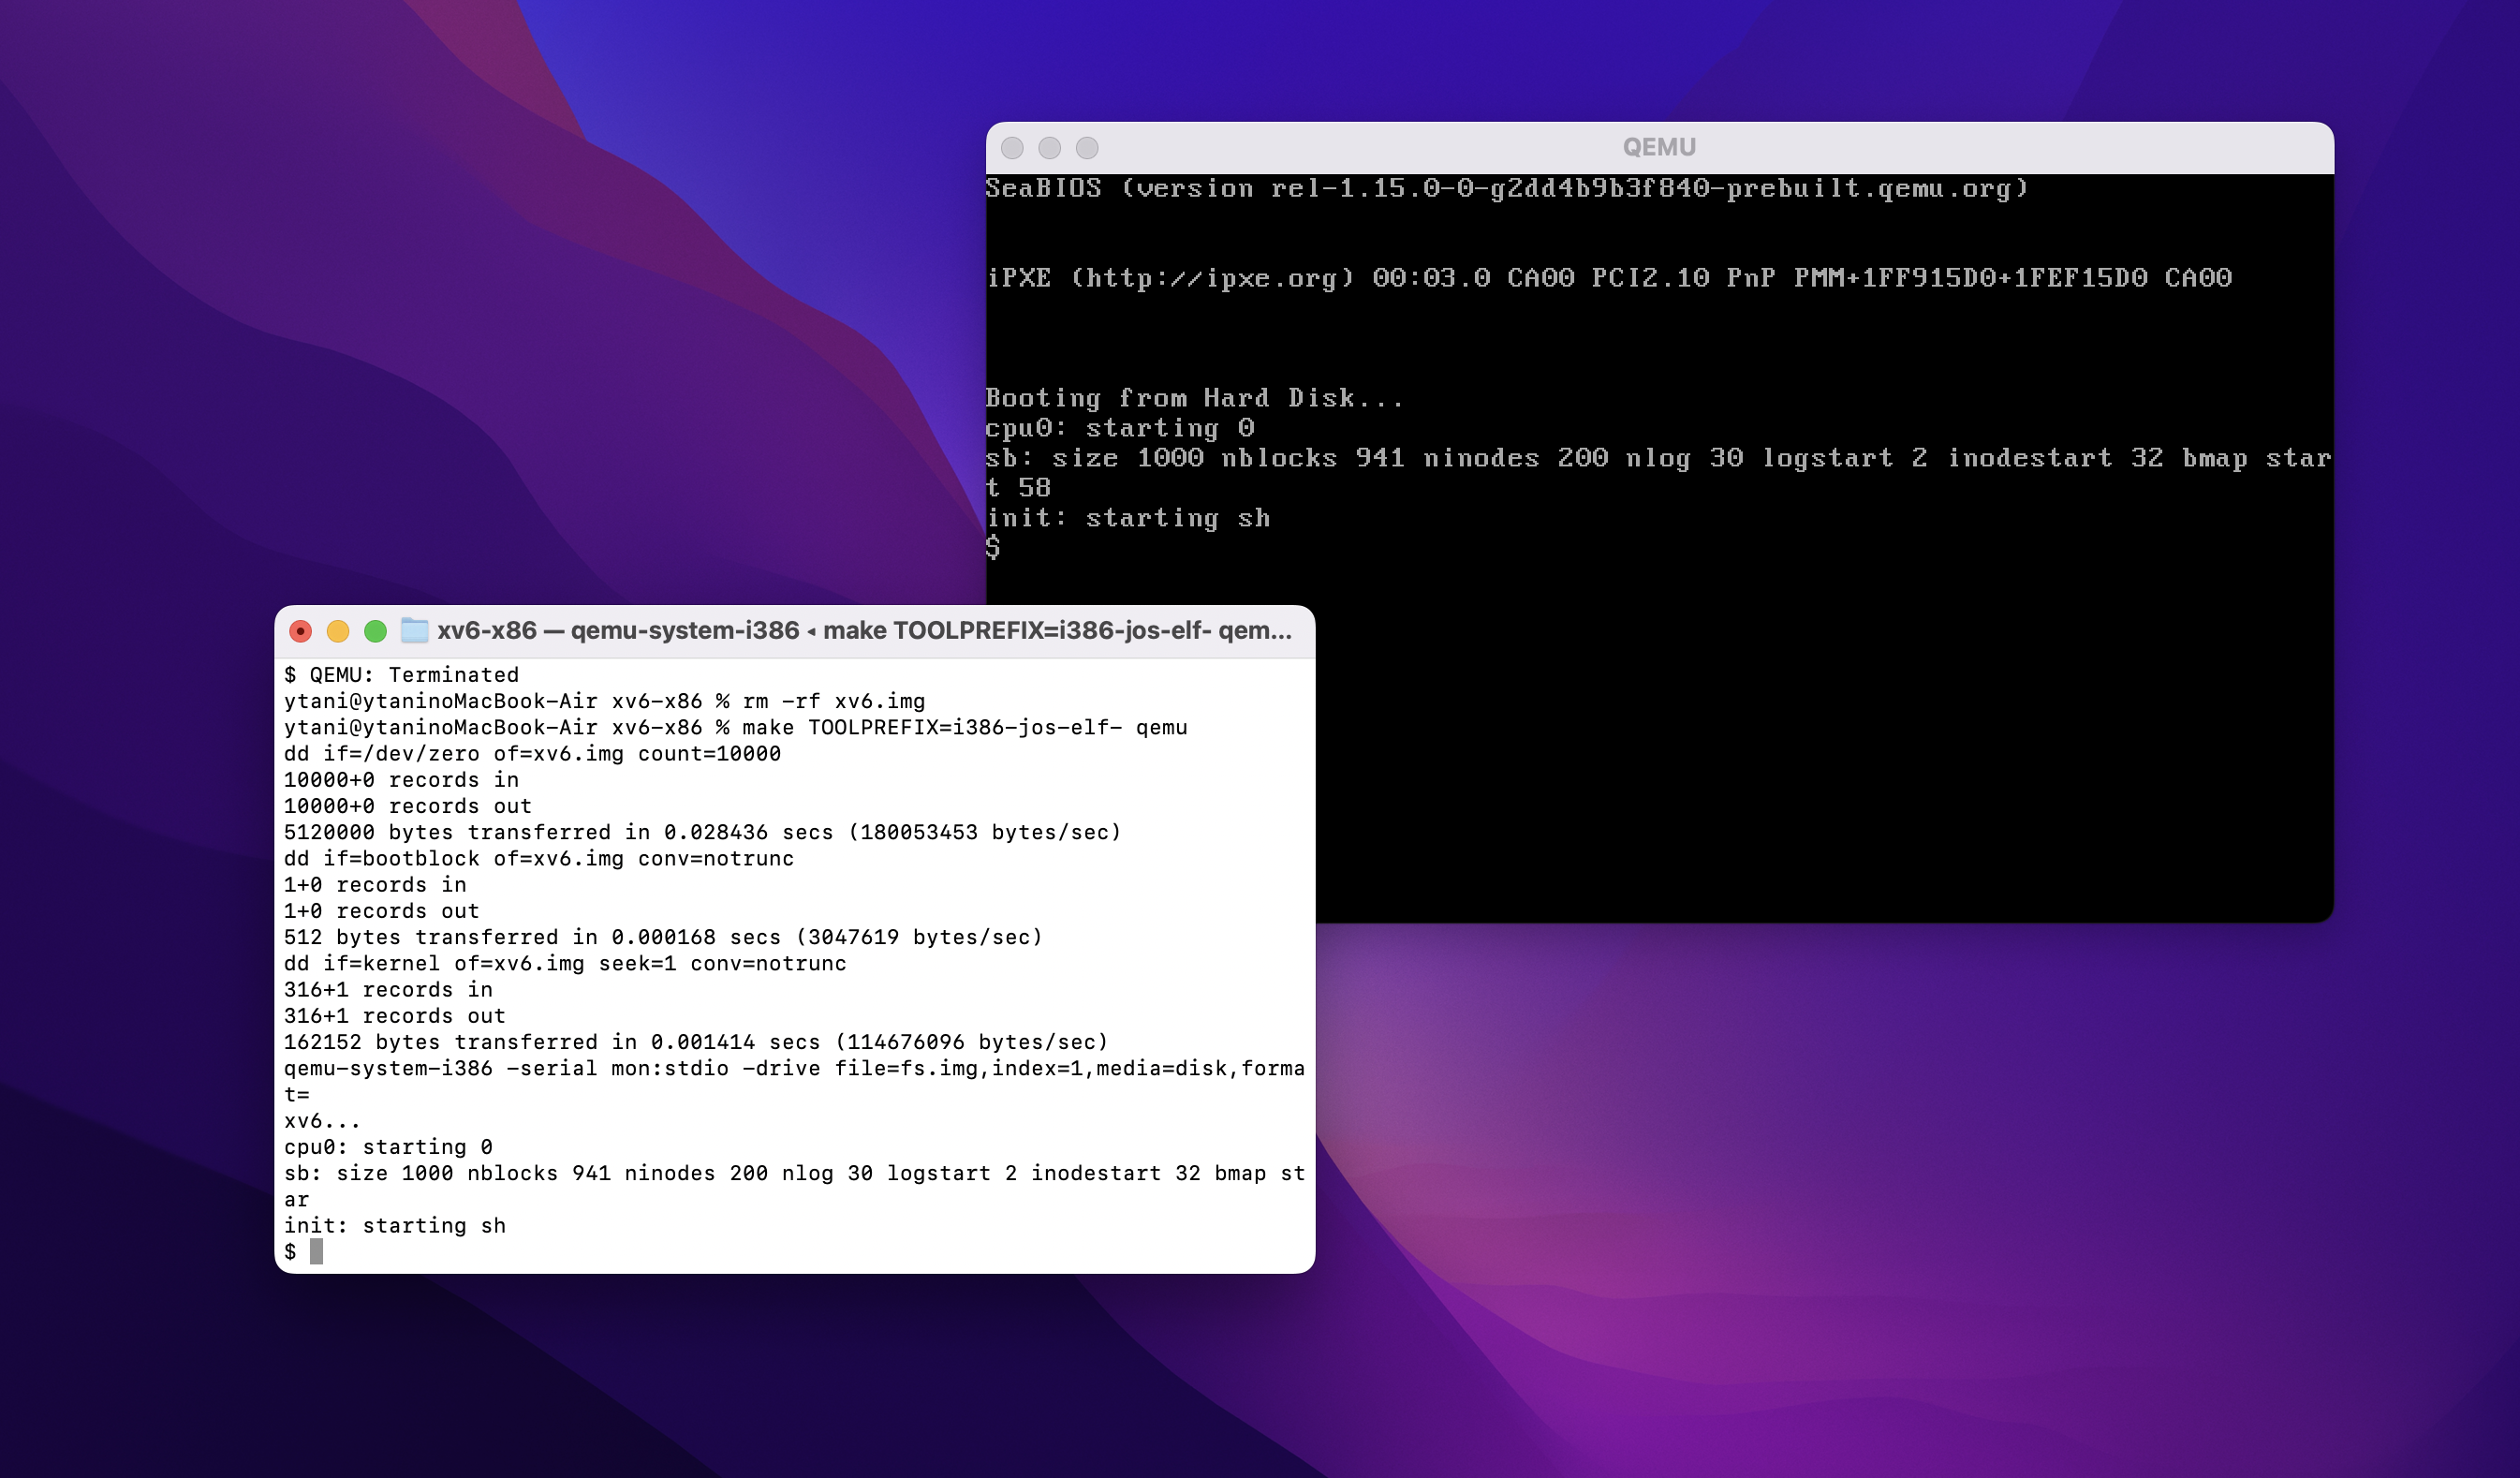 QEMU
SeaBIOS (version rel-1.15.0-0-g2dd4b9b3f840-prebuilt.qemu.org)
iPXE (http://ipxe.org) 00:03.0 CA00 PCI2.10 PnP PMM+1FF915D0+1FEF15D0 CA00
Booting from Hard Disk...
cpu0: starting 0
sb: size 1000 nblocks 941 ninodes 200 nlog 30 logstart 2 inodestart 32 bmap star
t 58
init: starting sh
$
xv6-x86 — qemu-system-i386 ◂ make TOOLPREFIX=i386-jos-elf- qem...
$ QEMU: Terminated
ytani@ytaninoMacBook-Air xv6-x86 % rm -rf xv6.img
ytani@ytaninoMacBook-Air xv6-x86 % make TOOLPREFIX=i386-jos-elf- qemu
dd if=/dev/zero of=xv6.img count=10000
10000+0 records in
10000+0 records out
5120000 bytes transferred in 0.028436 secs (180053453 bytes/sec)
dd if=bootblock of=xv6.img conv=notrunc
1+0 records in
1+0 records out
512 bytes transferred in 0.000168 secs (3047619 bytes/sec)
dd if=kernel of=xv6.img seek=1 conv=notrunc
316+1 records in
316+1 records out
162152 bytes transferred in 0.001414 secs (114676096 bytes/sec)
qemu-system-i386 -serial mon:stdio -drive file=fs.img,index=1,media=disk,forma
t=
xv6...
cpu0: starting 0
sb: size 1000 nblocks 941 ninodes 200 nlog 30 logstart 2 inodestart 32 bmap st
ar
init: starting sh
$